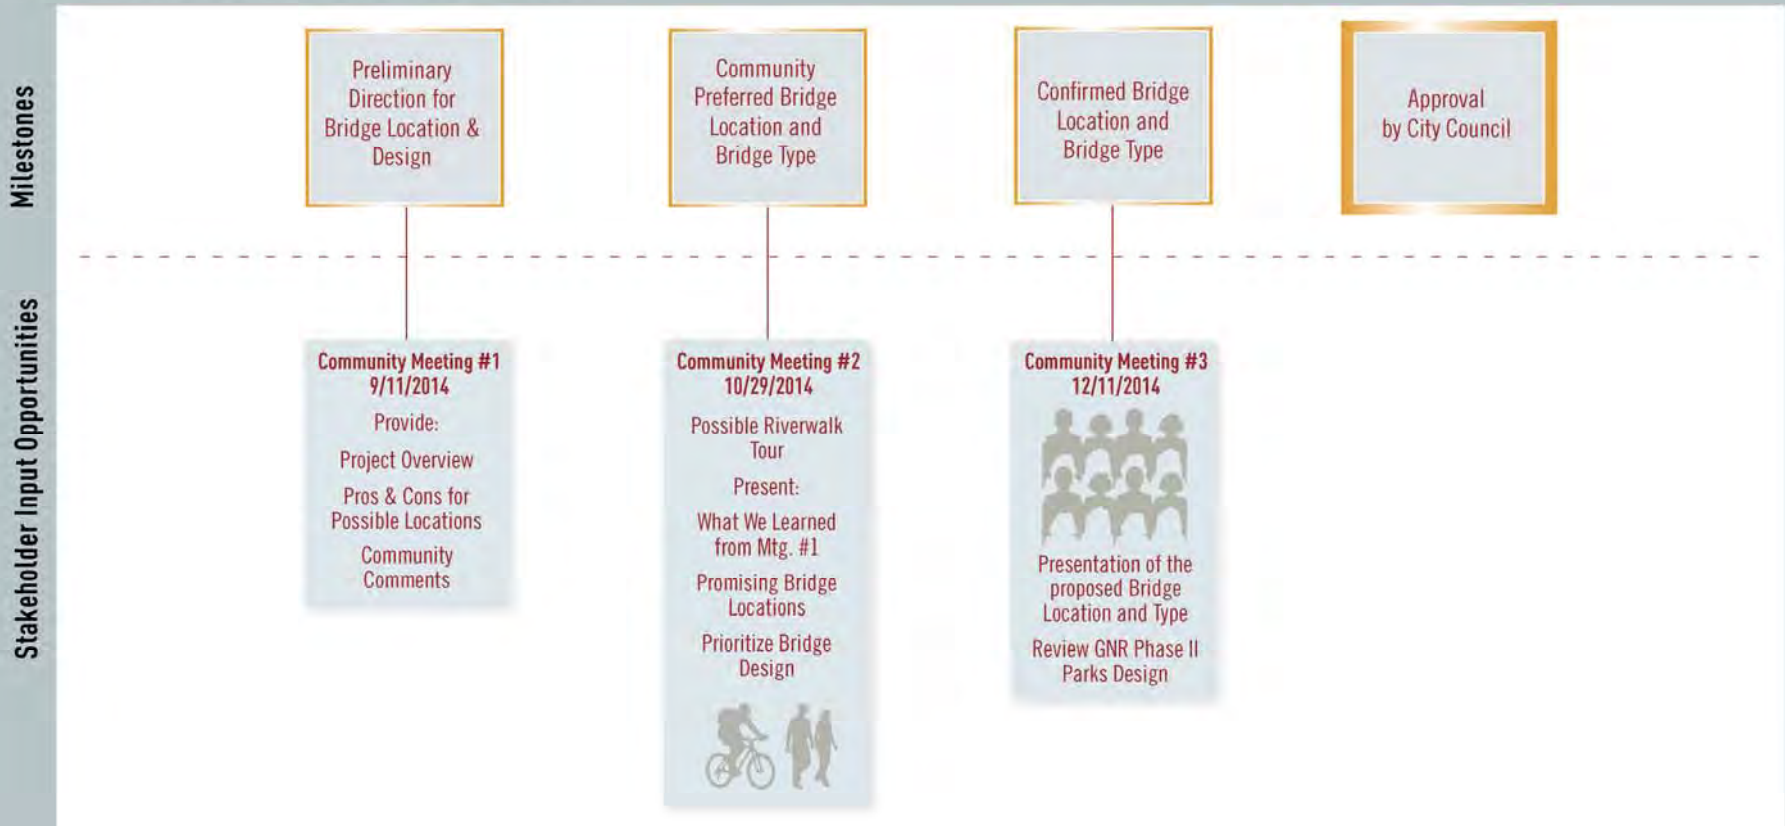 Milestones
Preliminary
Direction for
Bridge Location &
Design
Community
Preferred Bridge
Location and
Bridge Type
Confirmed Bridge
Location and
Bridge Type
Approval
by City Council
Stakeholder Input Opportunities
Community Meeting #1
9/11/2014
Provide:
Project Overview
Pros & Cons for
Possible Locations
Community
Comments
Community Meeting #2
10/29/2014
Possible Riverwalk
Tour
Present:
What We Learned
from Mtg. #1
Promising Bridge
Locations
Prioritize Bridge
Design
Community Meeting #3
12/11/2014
Presentation of the
proposed Bridge
Location and Type
Review GNR Phase II
Parks Design